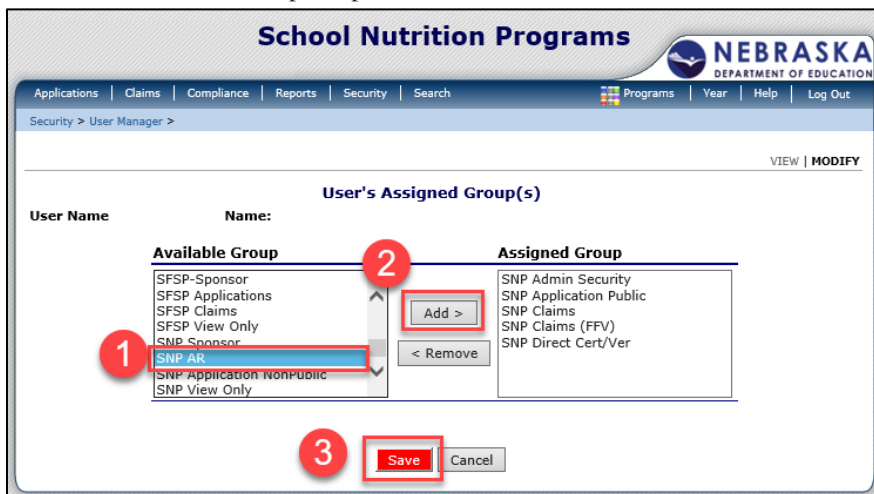 School Nutrition Programs
NEBRASKA
DEPARTMENT OF EDUCATION
Applications | Claims | Compliance | Reports | Security | Search Programs | Year | Help | Log Out
Security > User Manager >
VIEW | MODIFY
User's Assigned Group(s)
User Name Name:
Available Group Assigned Group
2
SFSP-Sponsor
SFSP Applications
SFSP Claims
SFSP View Only
SNP Sponsor
1
SNP AR
SNP Application NonPublic
SNP View Only
Add >
< Remove
SNP Admin Security
SNP Application Public
SNP Claims
SNP Claims (FFV)
SNP Direct Cert/Ver
3
Save Cancel